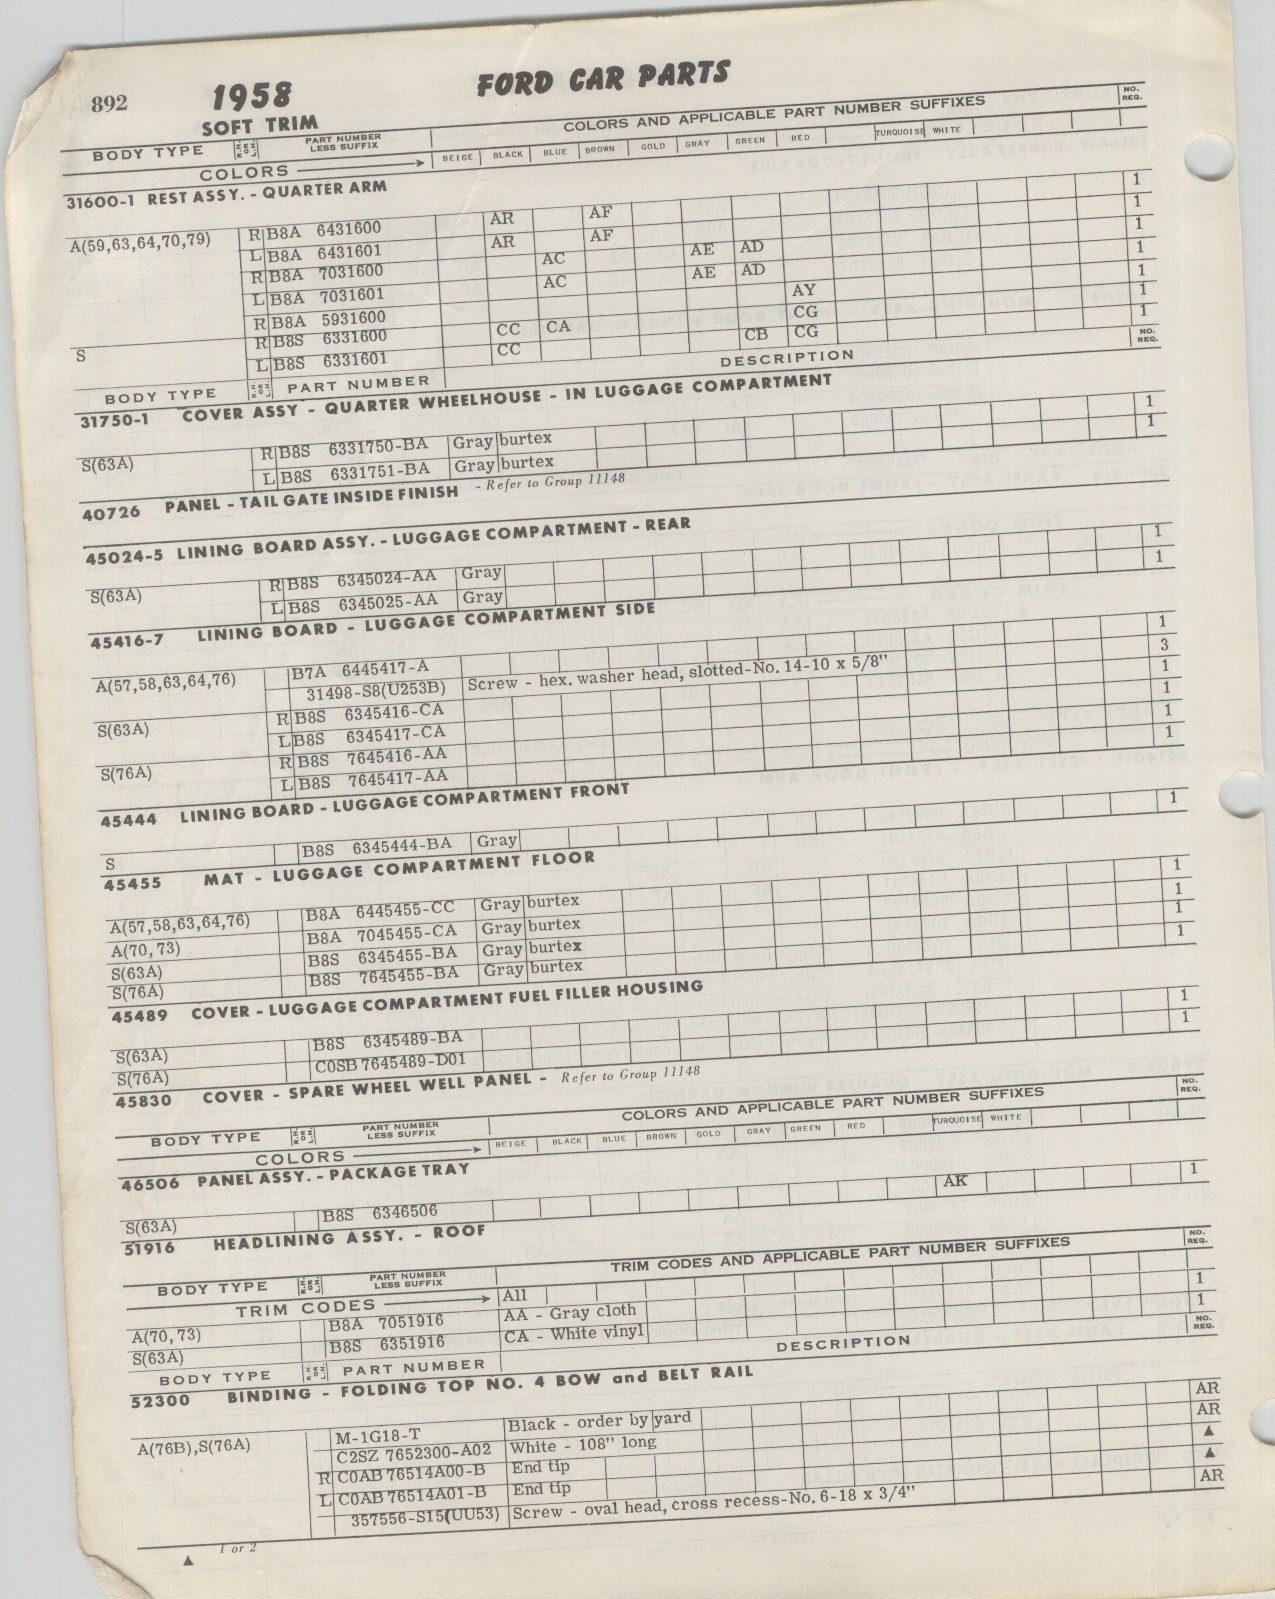 892 1958 FORD CAR PARTS
SOFT TRIM
BODY TYPE RH OR LH PART NUMBER LESS SUFFIX COLORS AND APPLICABLE PART NUMBER SUFFIXES NO. REQ.
COLORS BEIGE BLACK BLUE BROWN GOLD GRAY GREEN RED TURQUOISE WHITE
31600-1 REST ASSY. - QUARTER ARM
A(59,63,64,70,79) R B8A 6431600 AR AF 1
L B8A 6431601 AR AF 1
R B8A 7031600 AC AE AD 1
L B8A 7031601 AC AE AD 1
R B8A 5931600 AY 1
S R B8S 6331600 CC CA CG 1
L B8S 6331601 CC CB CG 1
BODY TYPE RH OR LH PART NUMBER DESCRIPTION NO. REQ.
31750-1 COVER ASSY - QUARTER WHEELHOUSE - IN LUGGAGE COMPARTMENT
S(63A) R B8S 6331750-BA Gray burtex 1
L B8S 6331751-BA Gray burtex 1
40726 PANEL - TAIL GATE INSIDE FINISH - Refer to Group 11148
45024-5 LINING BOARD ASSY. - LUGGAGE COMPARTMENT - REAR
S(63A) R B8S 6345024-AA Gray 1
L B8S 6345025-AA Gray 1
45416-7 LINING BOARD - LUGGAGE COMPARTMENT SIDE
A(57,58,63,64,76) B7A 6445417-A 1
31498-S8(U253B) Screw - hex. washer head, slotted-No. 14-10 x 5/8" 3
S(63A) R B8S 6345416-CA 1
L B8S 6345417-CA 1
S(76A) R B8S 7645416-AA 1
L B8S 7645417-AA 1
45444 LINING BOARD - LUGGAGE COMPARTMENT FRONT
S B8S 6345444-BA Gray 1
45455 MAT - LUGGAGE COMPARTMENT FLOOR
A(57,58,63,64,76) B8A 6445455-CC Gray burtex 1
A(70,73) B8A 7045455-CA Gray burtex 1
S(63A) B8S 6345455-BA Gray burtex 1
S(76A) B8S 7645455-BA Gray burtex 1
45489 COVER - LUGGAGE COMPARTMENT FUEL FILLER HOUSING
S(63A) B8S 6345489-BA 1
S(76A) C0SB 7645489-D01 1
45830 COVER - SPARE WHEEL WELL PANEL - Refer to Group 11148
BODY TYPE RH OR LH PART NUMBER LESS SUFFIX COLORS AND APPLICABLE PART NUMBER SUFFIXES NO. REQ.
COLORS BEIGE BLACK BLUE BROWN GOLD GRAY GREEN RED TURQUOISE WHITE
46506 PANEL ASSY. - PACKAGE TRAY
S(63A) B8S 6346506 AK 1
51916 HEADLINING ASSY. - ROOF
BODY TYPE RH OR LH PART NUMBER LESS SUFFIX TRIM CODES AND APPLICABLE PART NUMBER SUFFIXES NO. REQ.
TRIM CODES All
A(70,73) B8A 7051916 AA - Gray cloth 1
S(63A) B8S 6351916 CA - White vinyl 1
BODY TYPE RH OR LH PART NUMBER DESCRIPTION NO. REQ.
52300 BINDING - FOLDING TOP NO. 4 BOW and BELT RAIL
A(76B),S(76A) M-1G18-T Black - order by yard AR
C2SZ 7652300-A02 White - 108" long AR
R C0AB 76514A00-B End tip ▲
L C0AB 76514A01-B End tip ▲
357556-S15(UU53) Screw - oval head, cross recess-No. 6-18 x 3/4" AR
▲ 1 or 2